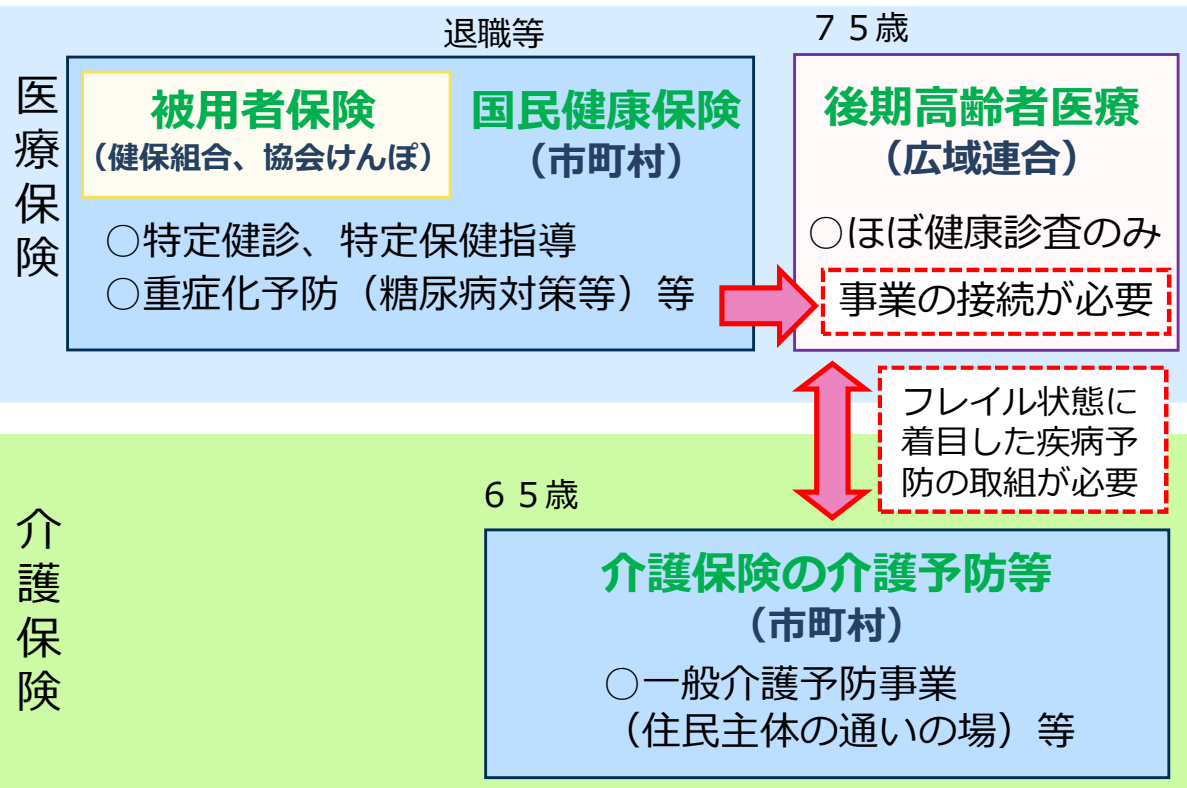 医療保険
退職等
７５歳
被用者保険
（健保組合、協会けんぽ）
国民健康保険
（市町村）
○特定健診、特定保健指導
○重症化予防（糖尿病対策等）等
後期高齢者医療
（広域連合）
○ほぼ健康診査のみ
事業の接続が必要
フレイル状態に
着目した疾病予
防の取組が必要
介護保険
６５歳
介護保険の介護予防等
（市町村）
○一般介護予防事業
（住民主体の通いの場）等